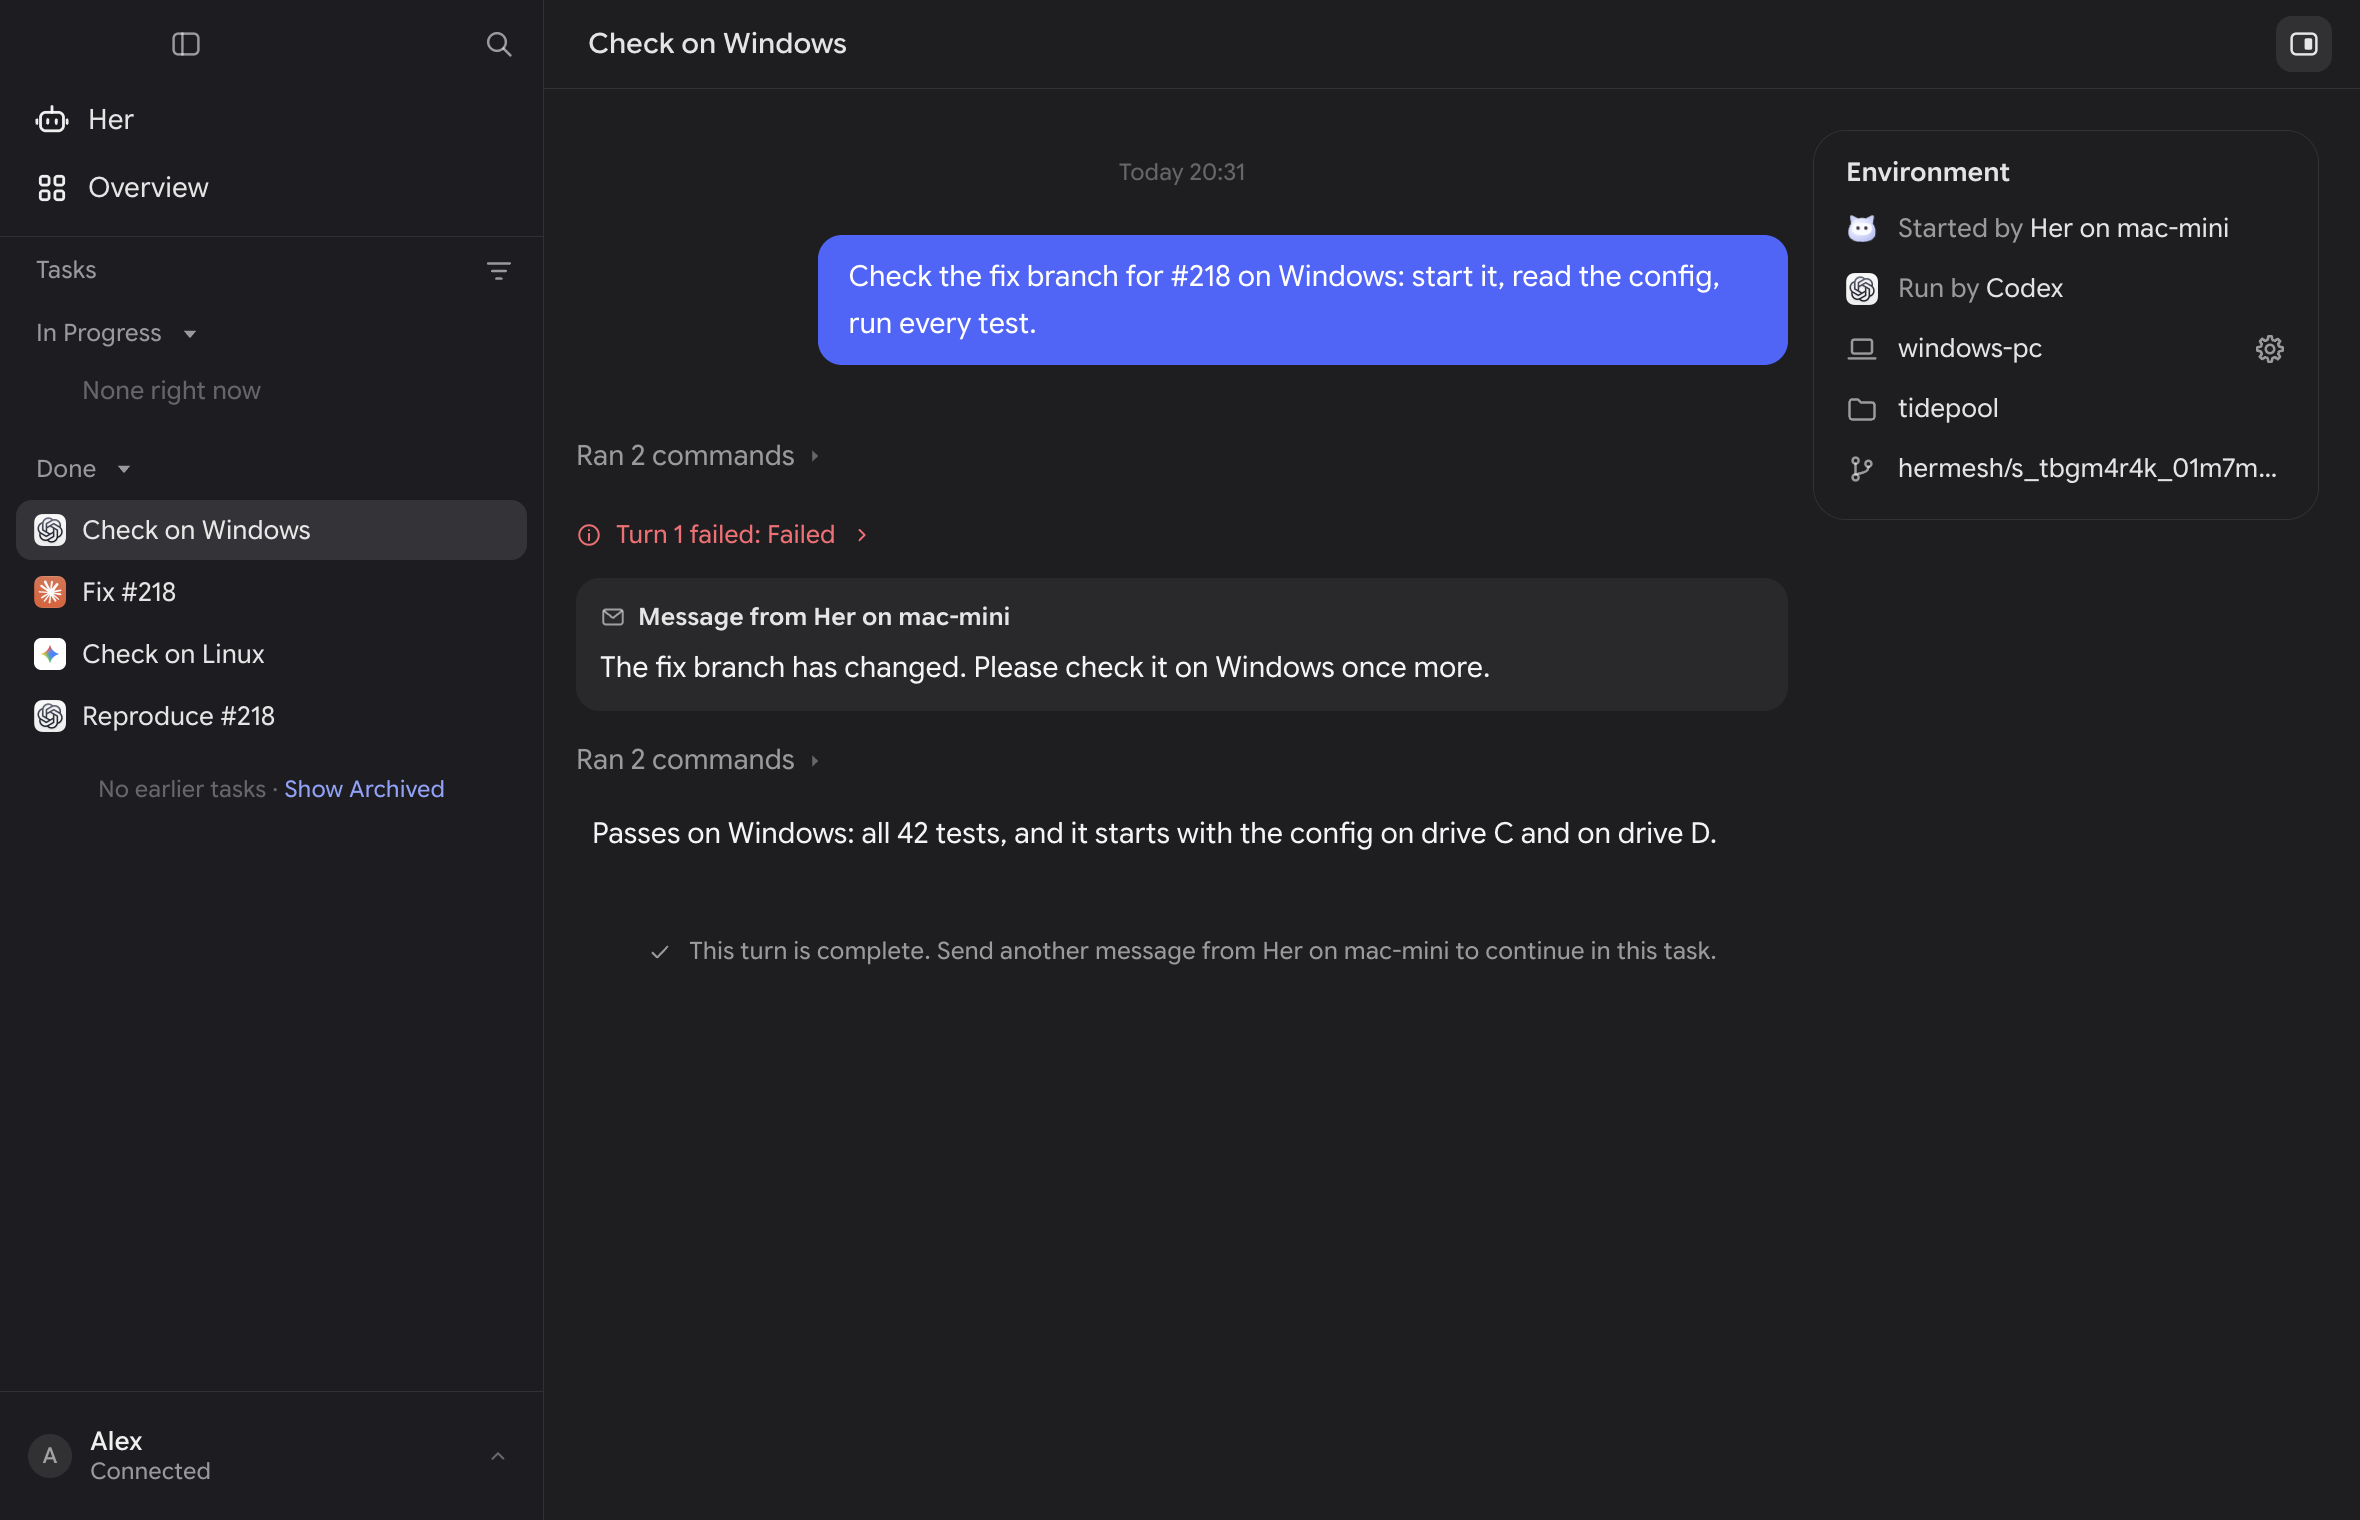 Her
Overview
Tasks
In Progress
None right now
Done
Check on Windows
Fix #218
Check on Linux
Reproduce #218
No earlier tasks · Show Archived
A
Alex
Connected
Check on Windows
Today 20:31
Check the fix branch for #218 on Windows: start it, read the config,
run every test.
Ran 2 commands
Turn 1 failed: Failed
Message from Her on mac-mini
The fix branch has changed. Please check it on Windows once more.
Ran 2 commands
Passes on Windows: all 42 tests, and it starts with the config on drive C and on drive D.
This turn is complete. Send another message from Her on mac-mini to continue in this task.
Environment
Started by Her on mac-mini
Run by Codex
windows-pc
tidepool
hermesh/s_tbgm4r4k_01m7m...